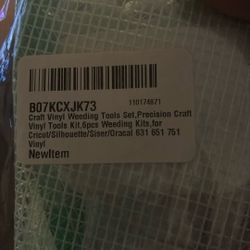 B07KCXJK73
110174871
Craft Vinyl Weeding Tools Set,Precision Craft
Vinyl Tools Kit,6pcs Weeding Kits,for
Cricut/Silhouette/Siser/Oracal 631 651 751
Vinyl
NewItem